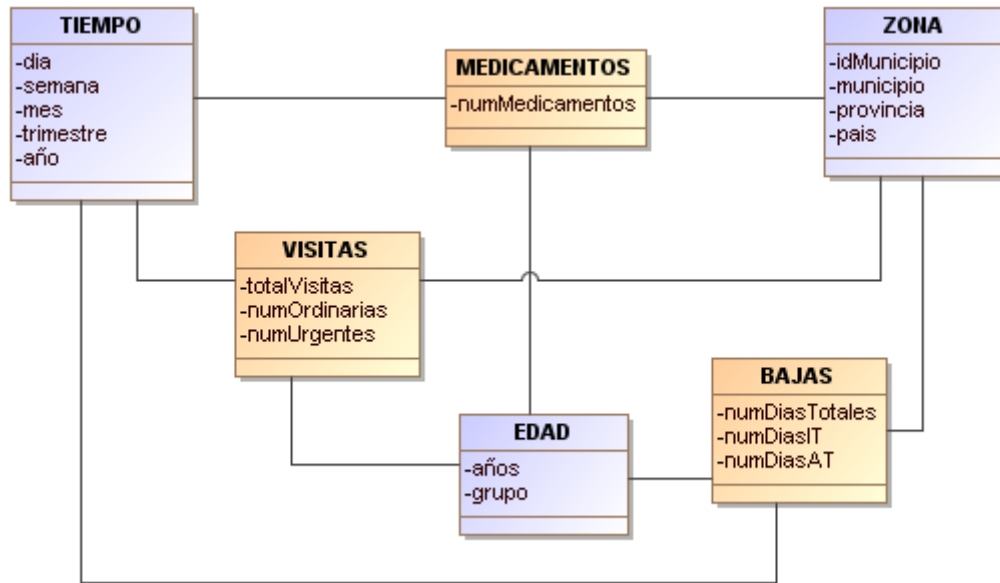 TIEMPO
-dia
-semana
-mes
-trimestre
-año
MEDICAMENTOS
-numMedicamentos
ZONA
-idMunicipio
-municipio
-provincia
-pais
VISITAS
-totalVisitas
-numOrdinarias
-numUrgentes
EDAD
-años
-grupo
BAJAS
-numDiasTotales
-numDiasIT
-numDiasAT